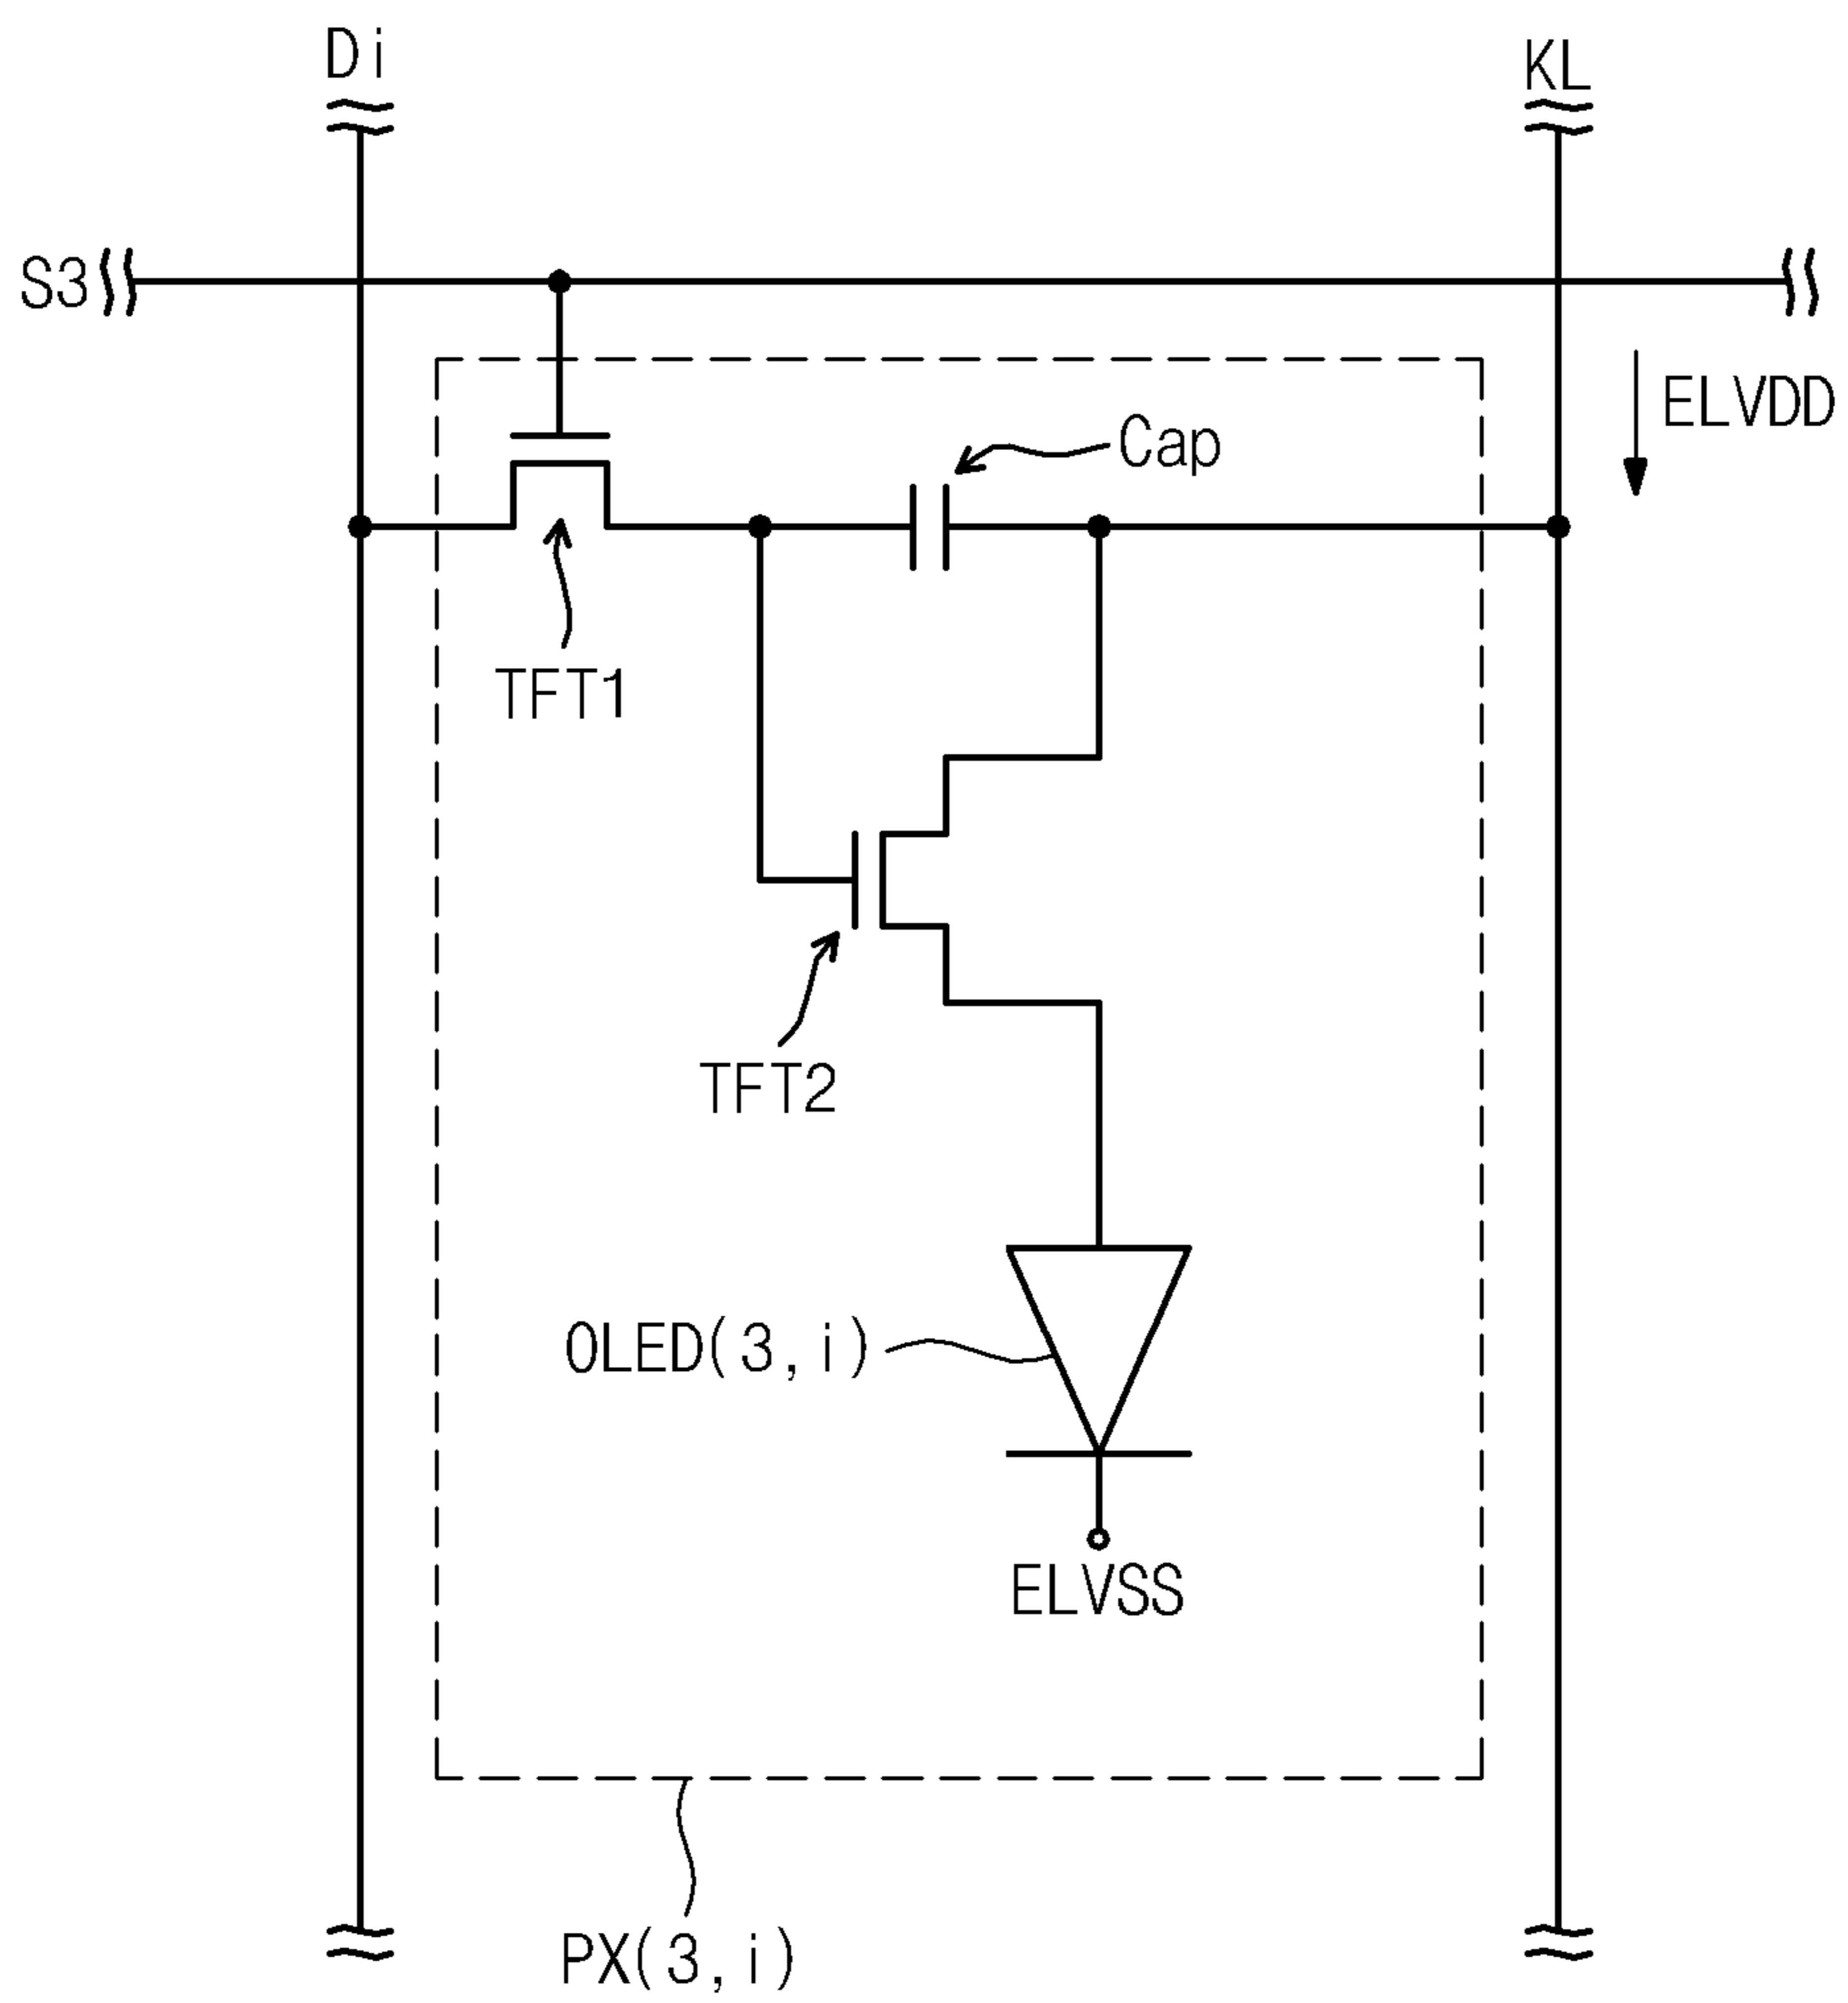 Di
KL
S3
ELVDD
Cap
TFT1
TFT2
OLED(3,i)
ELVSS
PX(3,i)